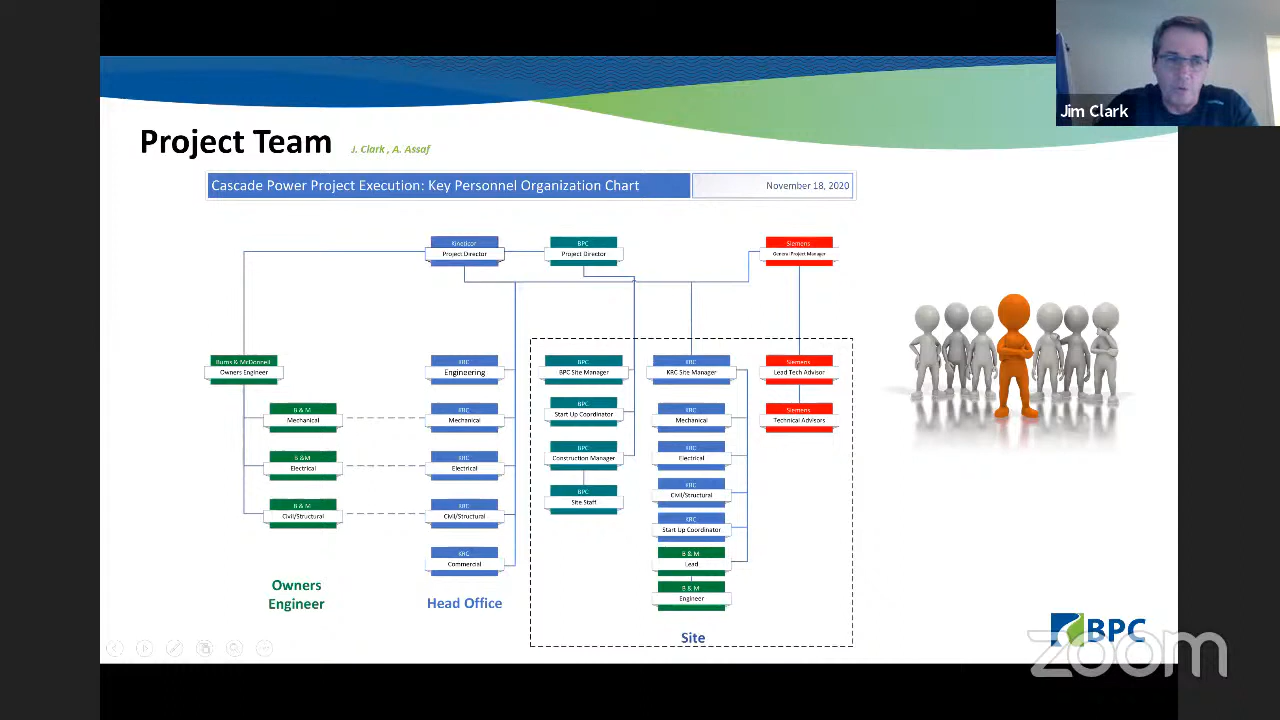 Jim Clark
Project Team
J. Clark , A. Assaf
Cascade Power Project Execution: Key Personnel Organization Chart
November 18, 2020
Kineticor
Project Director
BPC
Project Director
Siemens
General Project Manager
Burns & McDonnell
Owners Engineer
KRC
Engineering
BPC
BPC Site Manager
KRC
KRC Site Manager
Siemens
Lead Tech Advisor
B & M
Mechanical
KRC
Mechanical
BPC
Start Up Coordinator
KRC
Mechanical
Siemens
Technical Advisors
B &M
Electrical
KRC
Electrical
BPC
Construction Manager
KRC
Electrical
B & M
Civil/Structural
KRC
Civil/Structural
BPC
Site Staff
KRC
Civil/Structural
KRC
Start Up Coordinator
KRC
Commercial
B & M
Lead
B & M
Engineer
Owners
Engineer
Head Office
Site
BPC
zoom